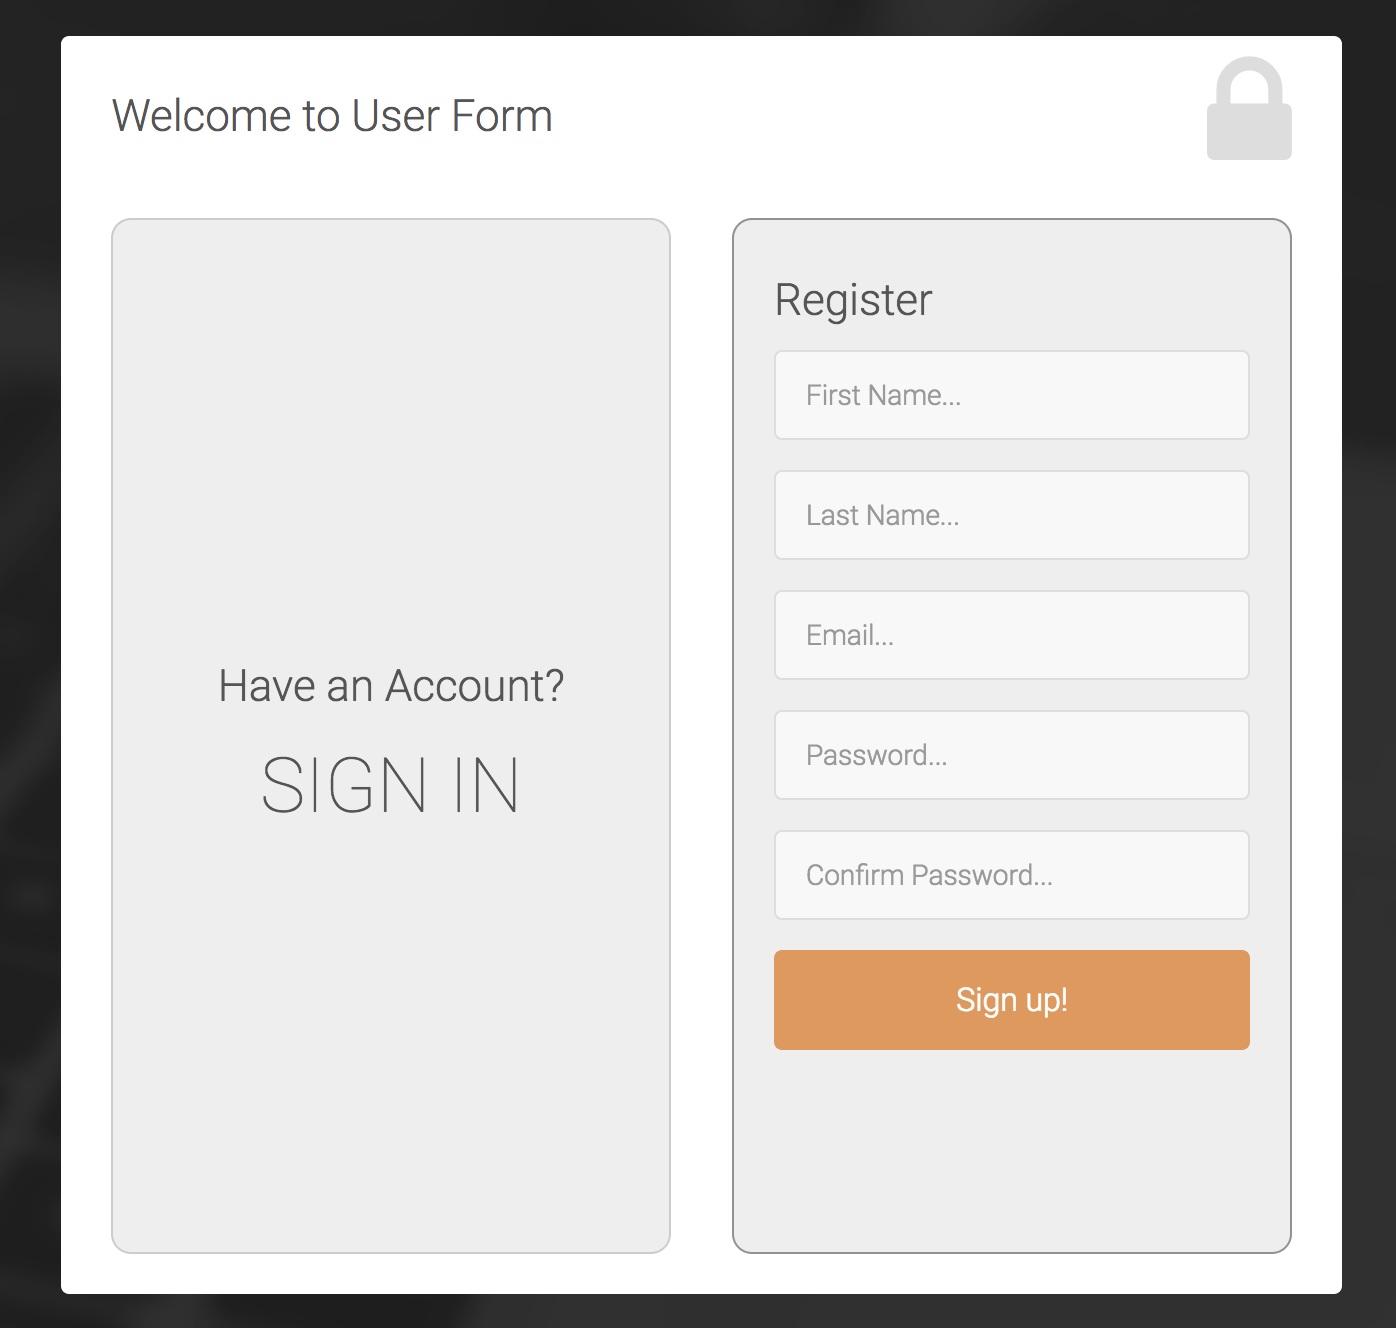 Welcome to User Form
Have an Account?
SIGN IN
Register
First Name...
Last Name...
Email...
Password...
Confirm Password...
Sign up!